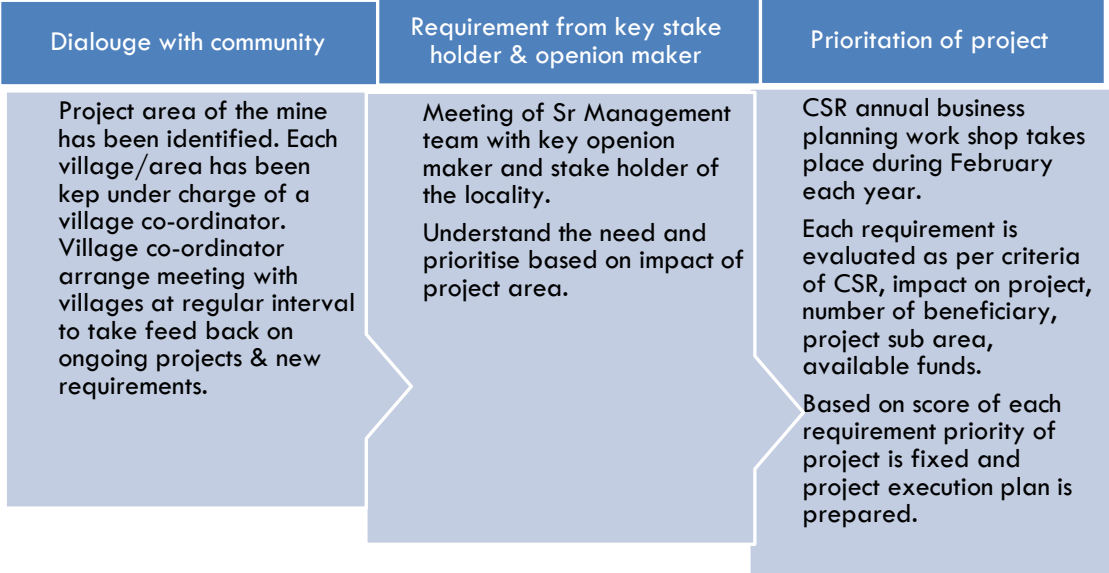 Dialouge with community
Project area of the mine
has been identified. Each
village/area has been
kep under charge of a
village co-ordinator.
Village co-ordinator
arrange meeting with
villages at regular interval
to take feed back on
ongoing projects & new
requirements.
Requirement from key stake
holder & openion maker
Meeting of Sr Management
team with key openion
maker and stake holder of
the locality.
Understand the need and
prioritise based on impact of
project area.
Prioritation of project
CSR annual business
planning work shop takes
place during February
each year.
Each requirement is
evaluated as per criteria
of CSR, impact on project,
number of beneficiary,
project sub area,
available funds.
Based on score of each
requirement priority of
project is fixed and
project execution plan is
prepared.